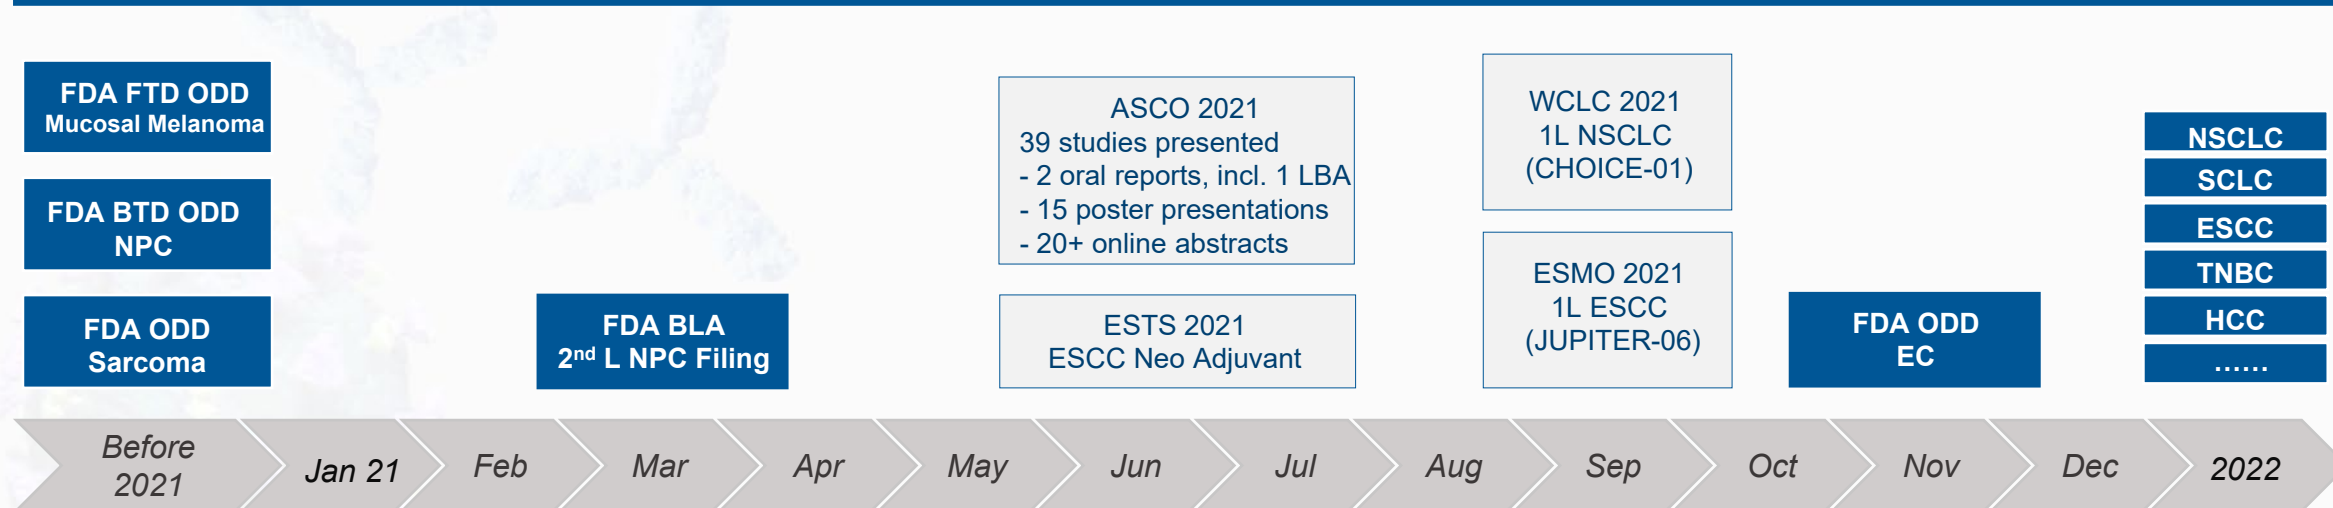 FDA FTD ODD
Mucosal Melanoma
FDA BTD ODD
NPC
FDA ODD
Sarcoma
FDA BLA
2nd L NPC Filing
ASCO 2021
39 studies presented
- 2 oral reports, incl. 1 LBA
- 15 poster presentations
- 20+ online abstracts
ESTS 2021
ESCC Neo Adjuvant
WCLC 2021
1L NSCLC
(CHOICE-01)
ESMO 2021
1L ESCC
(JUPITER-06)
FDA ODD
EC
NSCLC
SCLC
ESCC
TNBC
HCC
......
Before
2021
Jan 21
Feb
Mar
Apr
May
Jun
Jul
Aug
Sep
Oct
Nov
Dec
2022